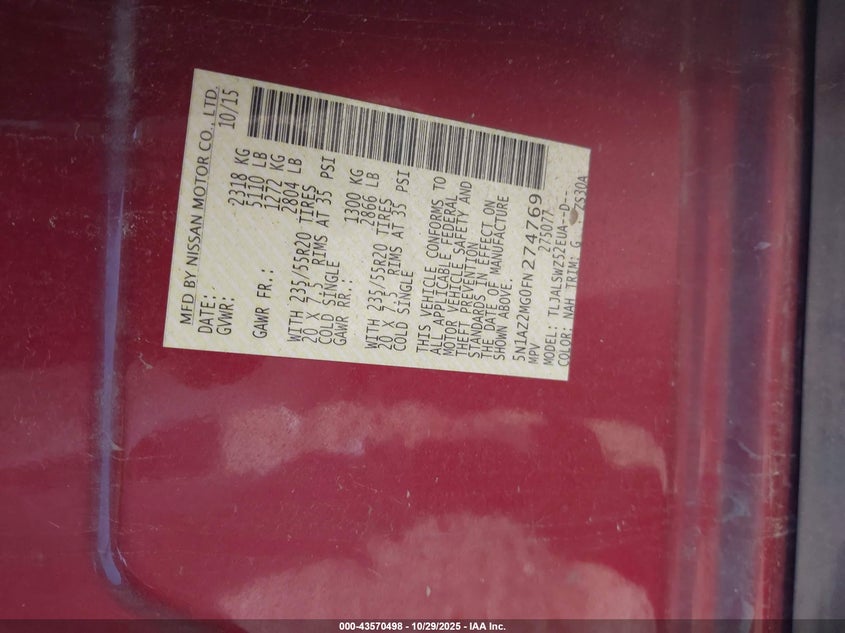 MFD BY NISSAN MOTOR CO., LTD.
DATE: 10/15
GVWR: 2318 KG
5110 LB
GAWR FR.: 1272 KG
2804 LB
WITH 235/55R20 TIRES
20 X 7.5 RIMS AT 35 PSI
COLD SINGLE
GAWR RR.: 1300 KG
2866 LB
WITH 235/55R20 TIRES
20 X 7.5 RIMS AT 35 PSI
COLD SINGLE
THIS VEHICLE CONFORMS TO
ALL APPLICABLE FEDERAL
MOTOR VEHICLE SAFETY AND
THEFT PREVENTION
STANDARDS IN EFFECT ON
THE DATE OF MANUFACTURE
SHOWN ABOVE.
5N1AZ2MG0FN274769
MPV 275077
MODEL: TLJALSWZ52EUA--D--
COLOR: NAH TRIM: G ZS30A
000-43570498 - 10/29/2025 - IAA Inc.